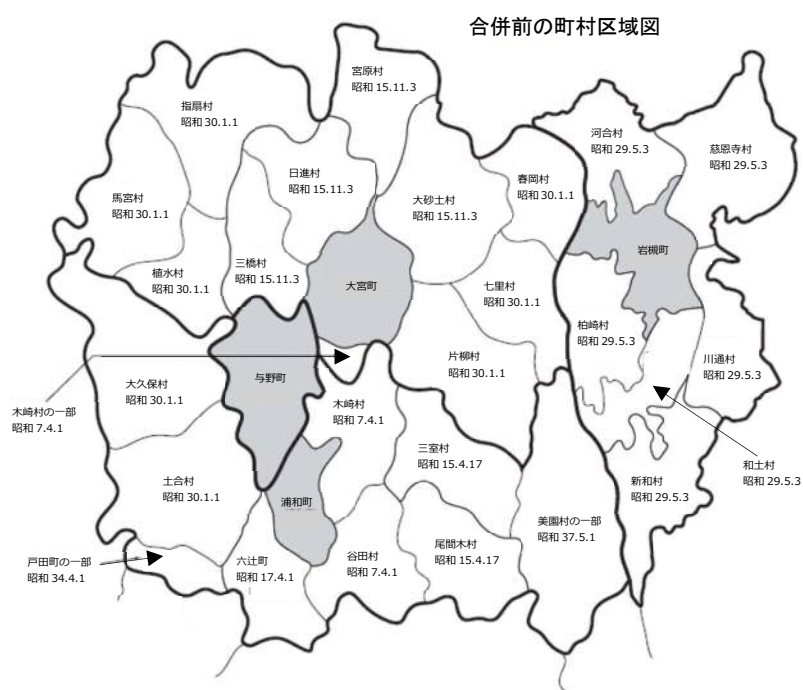 合併前の町村区域図
宮原村
昭和 15.11.3
指扇村
昭和 30.1.1
河合村
昭和 29.5.3
慈恩寺村
昭和 29.5.3
日進村
昭和 15.11.3
大砂土村
昭和 15.11.3
春岡村
昭和 30.1.1
馬宮村
昭和 30.1.1
植水村
昭和 30.1.1
三橋村
昭和 15.11.3
大宮町
七里村
昭和 30.1.1
岩槻町
柏崎村
昭和 29.5.3
川通村
昭和 29.5.3
片柳村
昭和 30.1.1
与野町
大久保村
昭和 30.1.1
木崎村の一部
昭和 7.4.1
木崎村
昭和 7.4.1
三室村
昭和 15.4.17
和土村
昭和 29.5.3
新和村
昭和 29.5.3
土合村
昭和 30.1.1
浦和町
美園村の一部
昭和 37.5.1
戸田町の一部
昭和 34.4.1
六辻町
昭和 17.4.1
谷田村
昭和 7.4.1
尾間木村
昭和 15.4.17